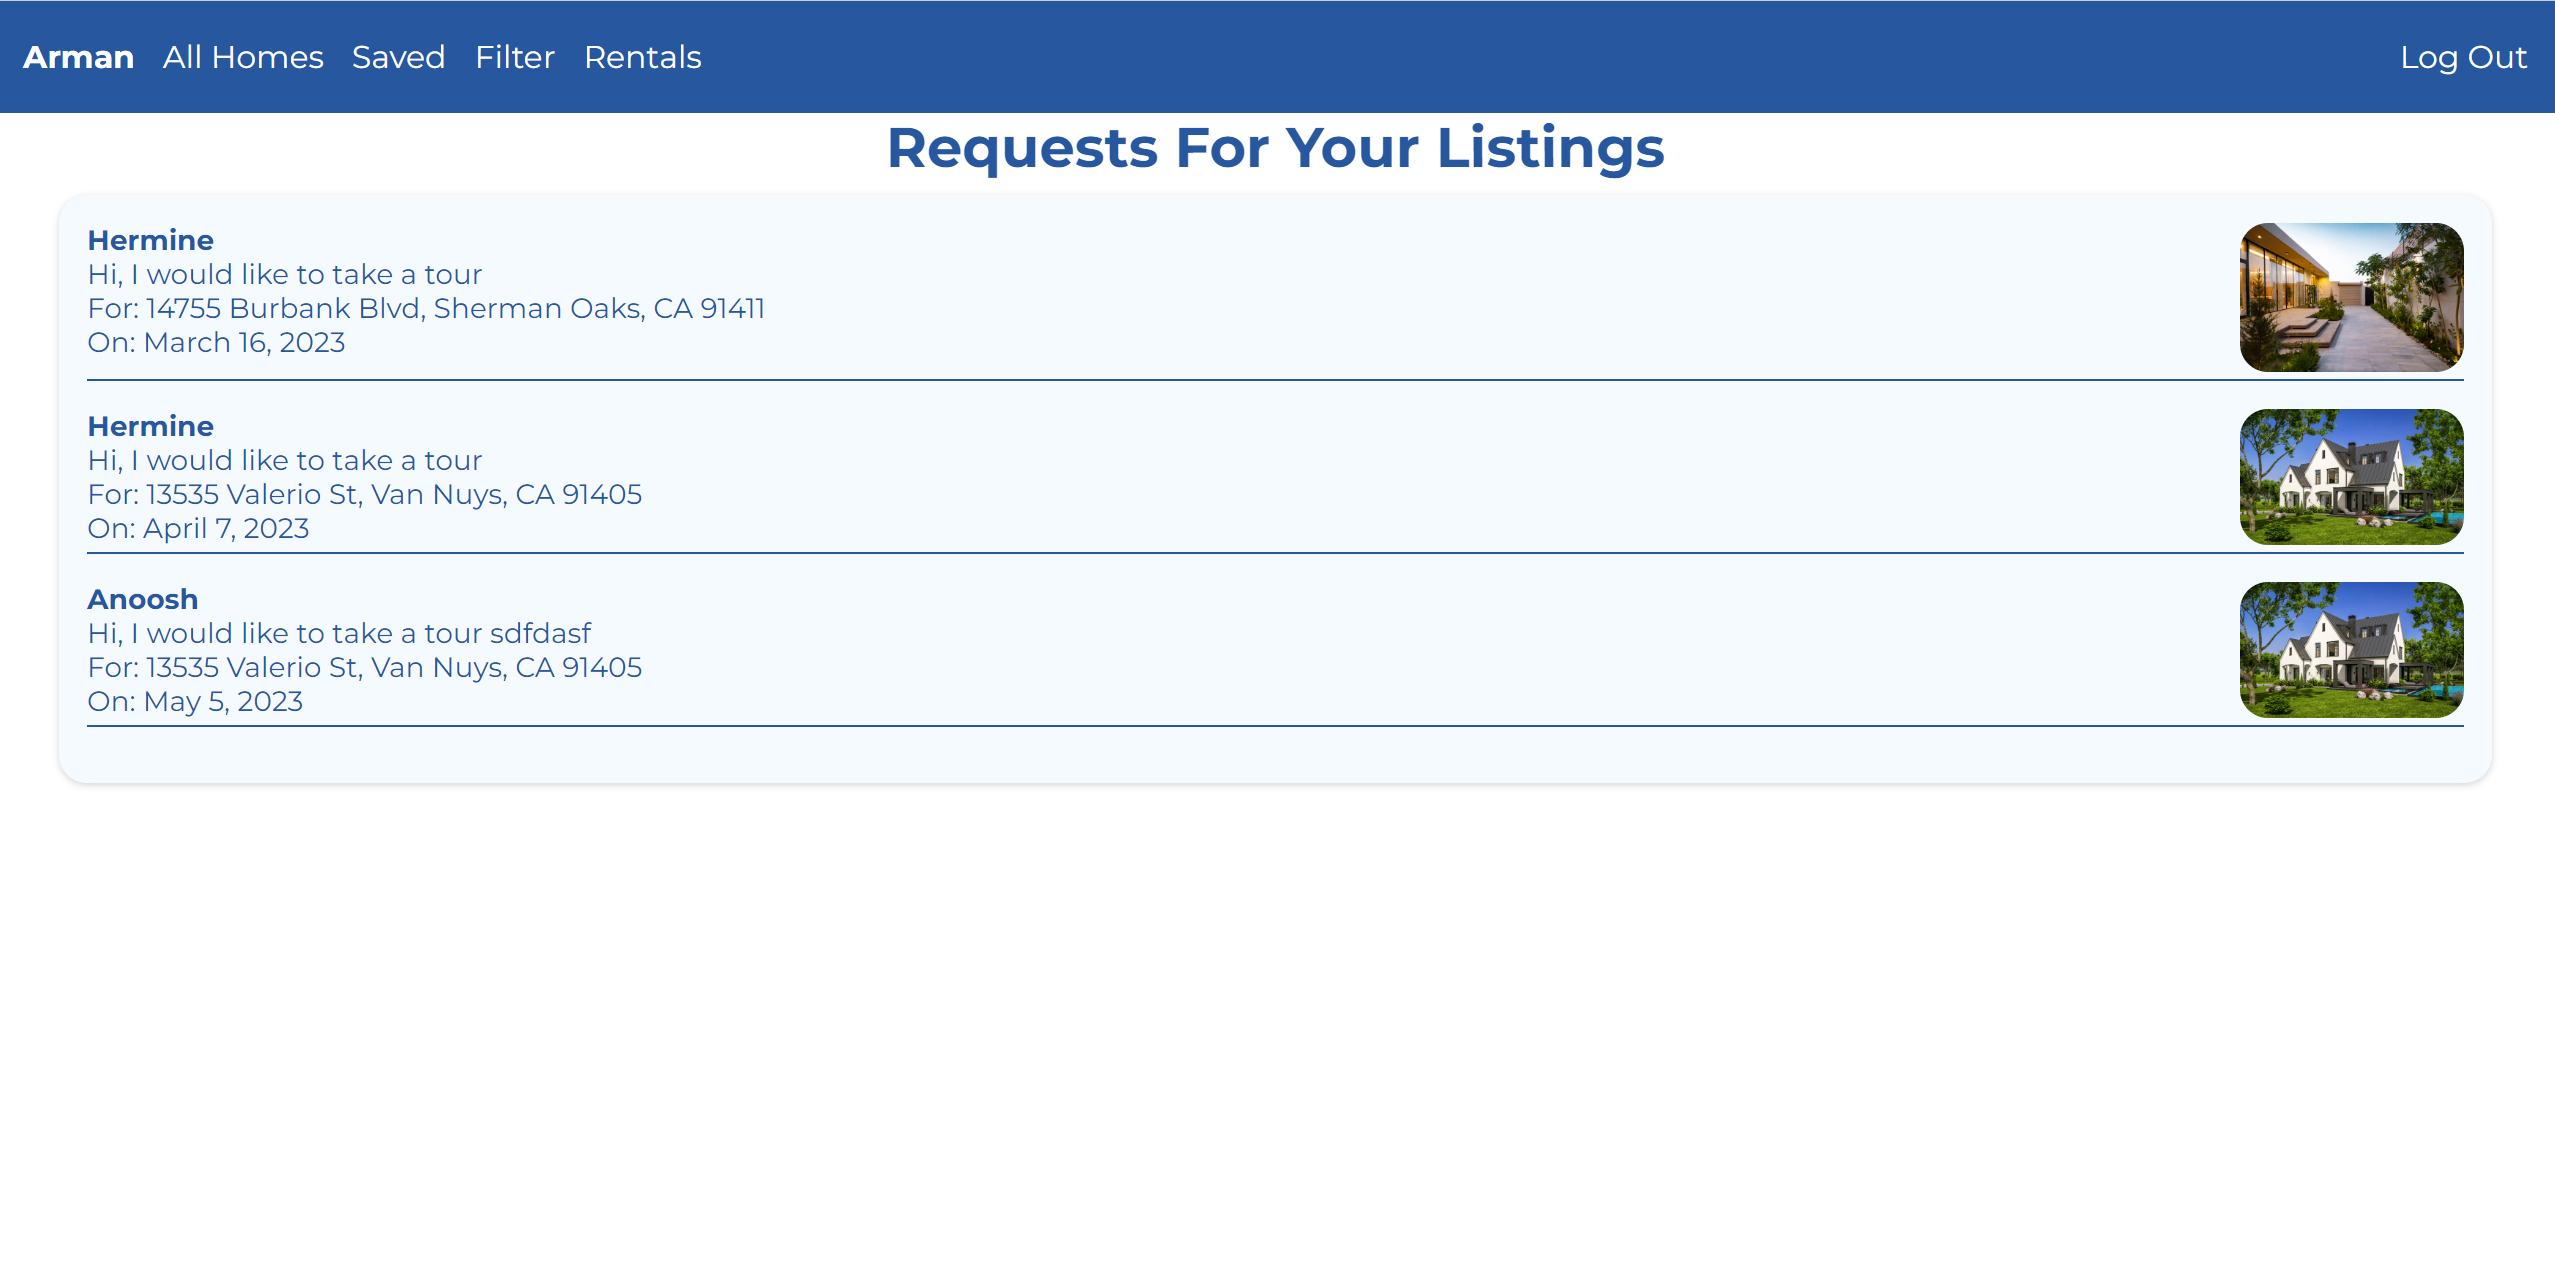 Arman All Homes Saved Filter Rentals Log Out
Requests For Your Listings
Hermine
Hi, I would like to take a tour
For: 14755 Burbank Blvd, Sherman Oaks, CA 91411
On: March 16, 2023
Hermine
Hi, I would like to take a tour
For: 13535 Valerio St, Van Nuys, CA 91405
On: April 7, 2023
Anoosh
Hi, I would like to take a tour sdfdasf
For: 13535 Valerio St, Van Nuys, CA 91405
On: May 5, 2023